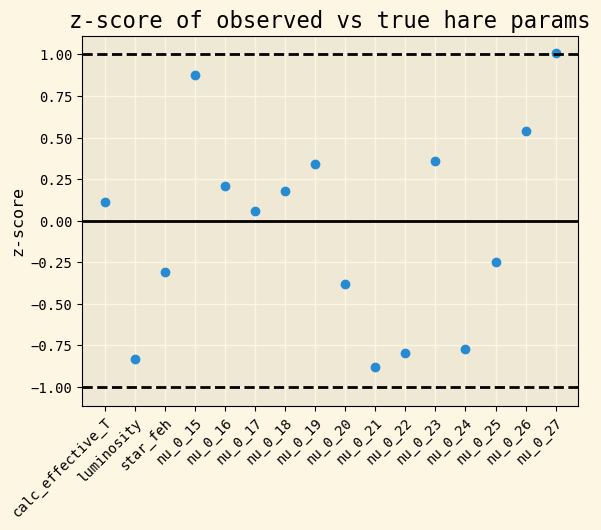 z-score of observed vs true hare params
z-score
1.00
0.75
0.50
0.25
0.00
−0.25
−0.50
−0.75
−1.00
calc_effective_T
luminosity
star_feh
nu_0_15
nu_0_16
nu_0_17
nu_0_18
nu_0_19
nu_0_20
nu_0_21
nu_0_22
nu_0_23
nu_0_24
nu_0_25
nu_0_26
nu_0_27